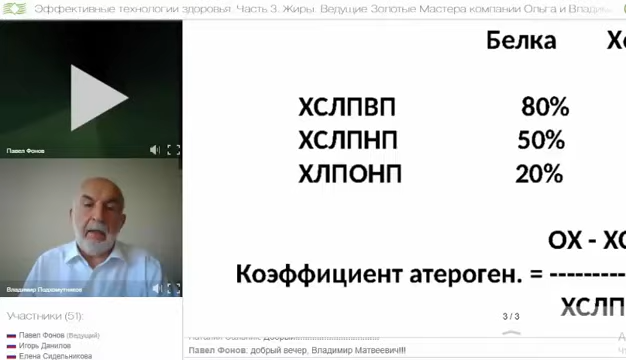 Эффективные технологии здоровья. Часть 3. Жиры. Ведущие Золотые Мастера компании Ольга и
Белка
ХСЛПВП 80%
ХСЛПНП 50%
ХЛПОНП 20%
Павел Фонов
ОХ - ХС
Коэффициент атероген. = --------
ХСЛП
Владимир Подхомутников
3 / 3
Участники (51):
Павел Фонов (Ведущий)
Игорь Данилов
Елена Сидельникова
Павел Фонов: добрый вечер, Владимир Матвеевич!!!